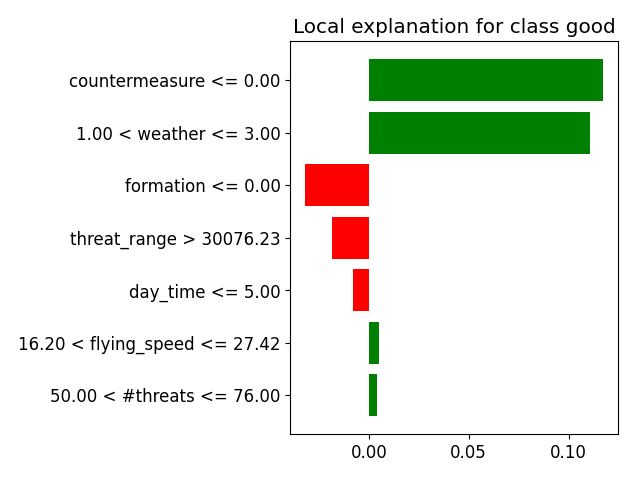 Local explanation for class good
countermeasure <= 0.00
1.00 < weather <= 3.00
formation <= 0.00
threat_range > 30076.23
day_time <= 5.00
16.20 < flying_speed <= 27.42
50.00 < #threats <= 76.00
0.00 0.05 0.10